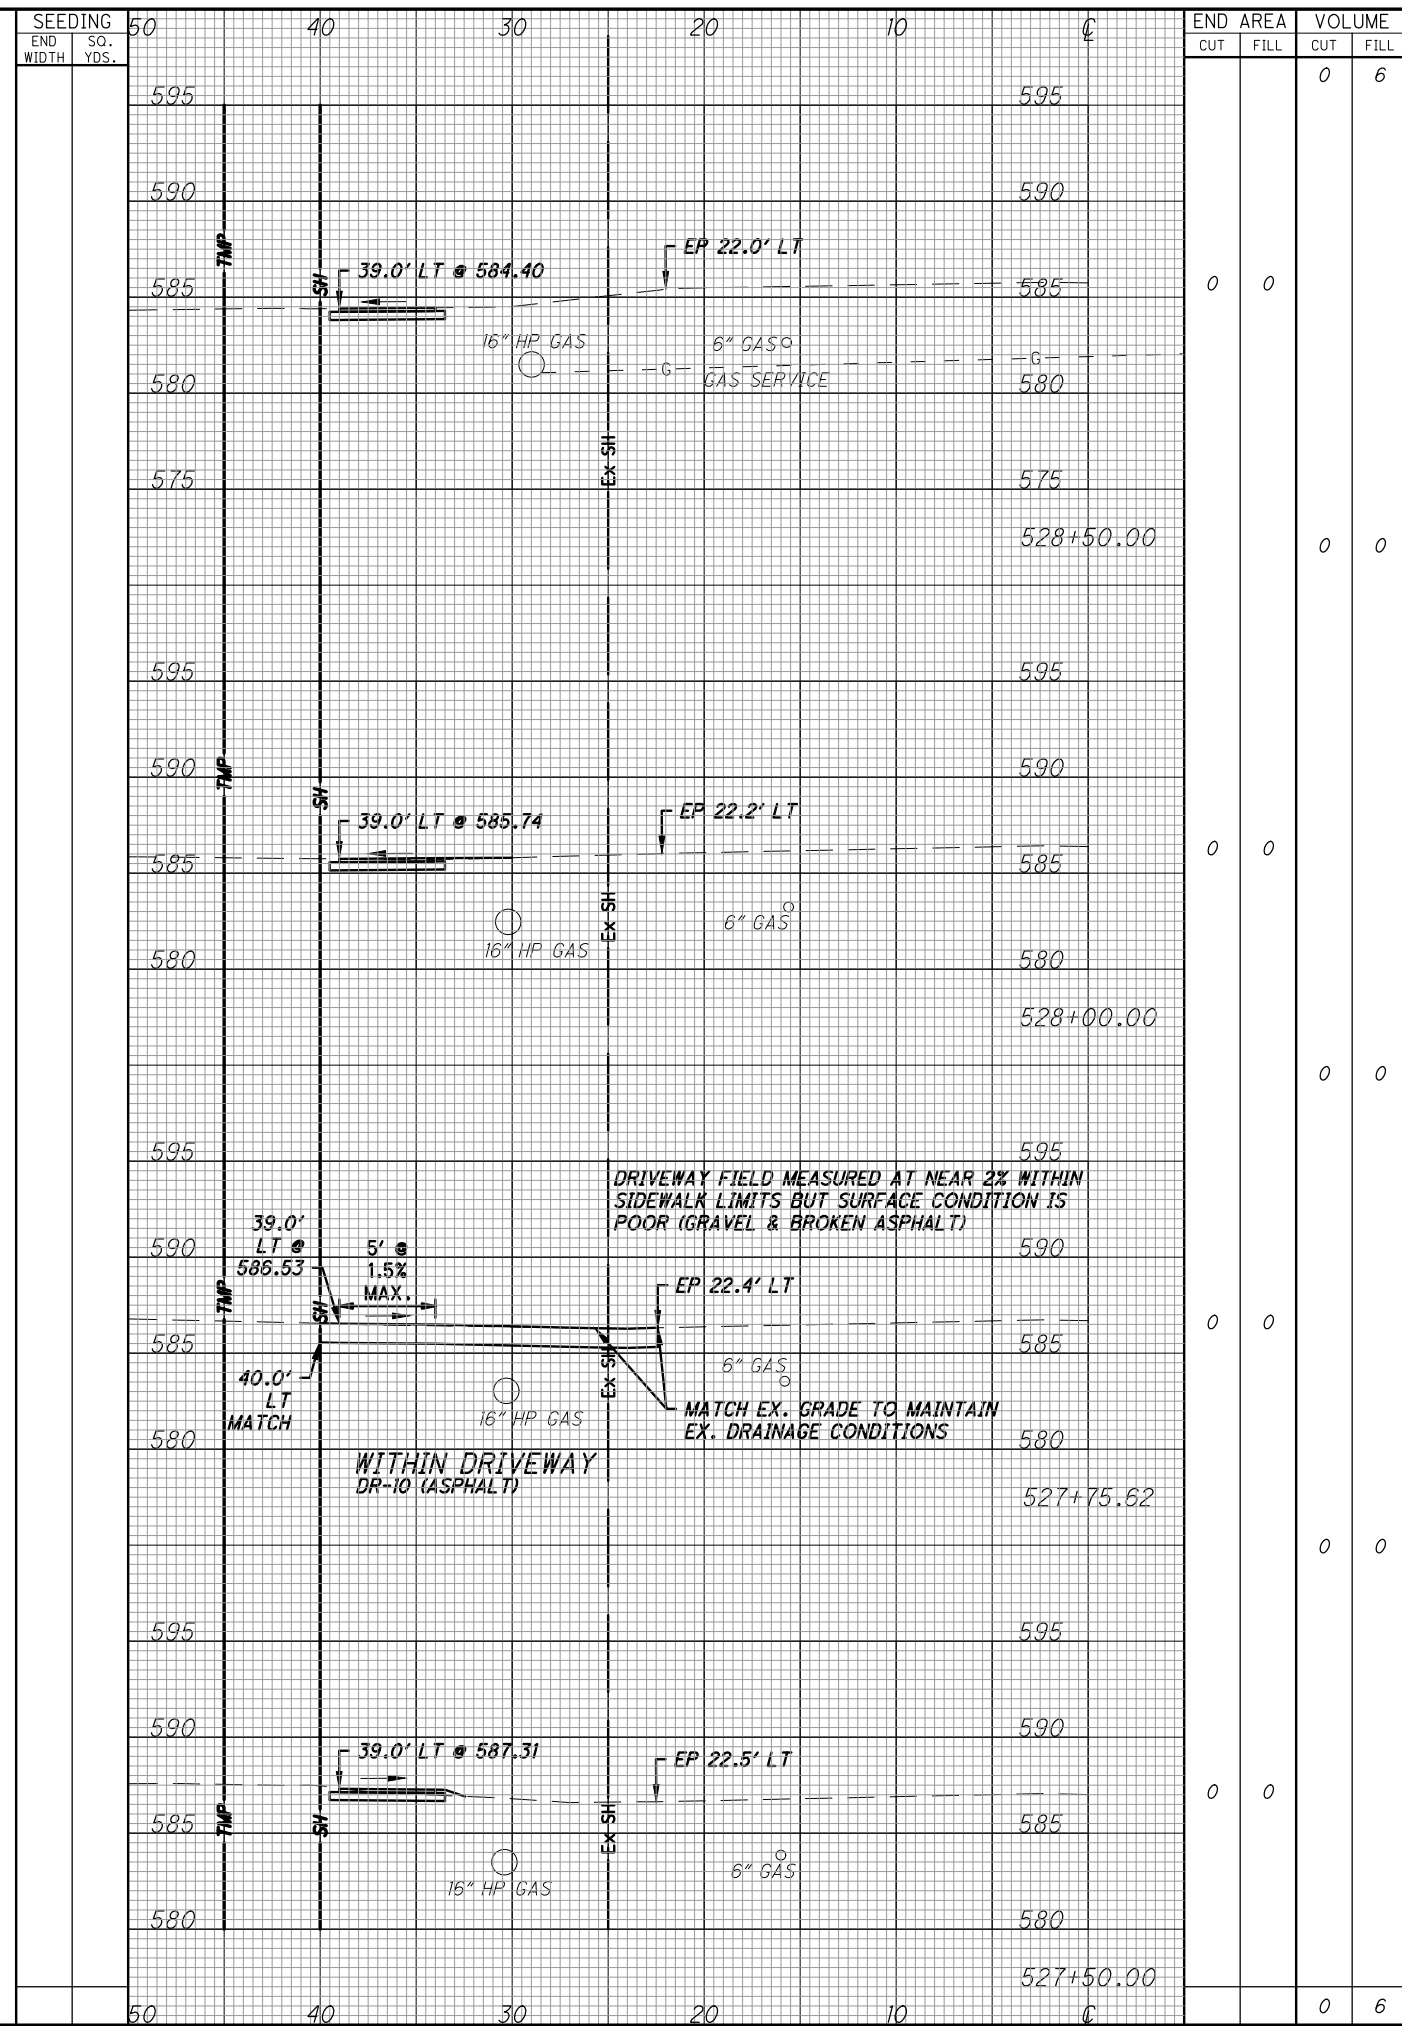 SEEDING
END WIDTH
SQ. YDS.
50 40 30 20 10 ℄
END AREA VOLUME
CUT FILL CUT FILL
0 6
595 595
590 590
TMP
EP 22.0' LT
SH
39.0' LT @ 584.40
585 585
0 0
16" HP GAS
6" GAS
G G
GAS SERVICE
580 580
Ex SH
575 575
528+50.00
0 0
595 595
590 590
TMP
SH
EP 22.2' LT
39.0' LT @ 585.74
585 585
0 0
Ex SH
6" GAS
16" HP GAS
580 580
528+00.00
0 0
595 595
DRIVEWAY FIELD MEASURED AT NEAR 2% WITHIN
SIDEWALK LIMITS BUT SURFACE CONDITION IS
POOR (GRAVEL & BROKEN ASPHALT)
590 590
39.0'
LT @
586.53
5' @
1.5%
MAX.
TMP
SH
EP 22.4' LT
0 0
585 585
6" GAS
Ex SH
40.0'
LT
MATCH
16" HP GAS
MATCH EX. GRADE TO MAINTAIN
EX. DRAINAGE CONDITIONS
580 580
WITHIN DRIVEWAY
DR-10 (ASPHALT)
527+75.62
0 0
595 595
590 590
39.0' LT @ 587.31
EP 22.5' LT
0 0
TMP
SH
Ex SH
585 585
16" HP GAS
6" GAS
580 580
527+50.00
50 40 30 20 10 ℄
0 6